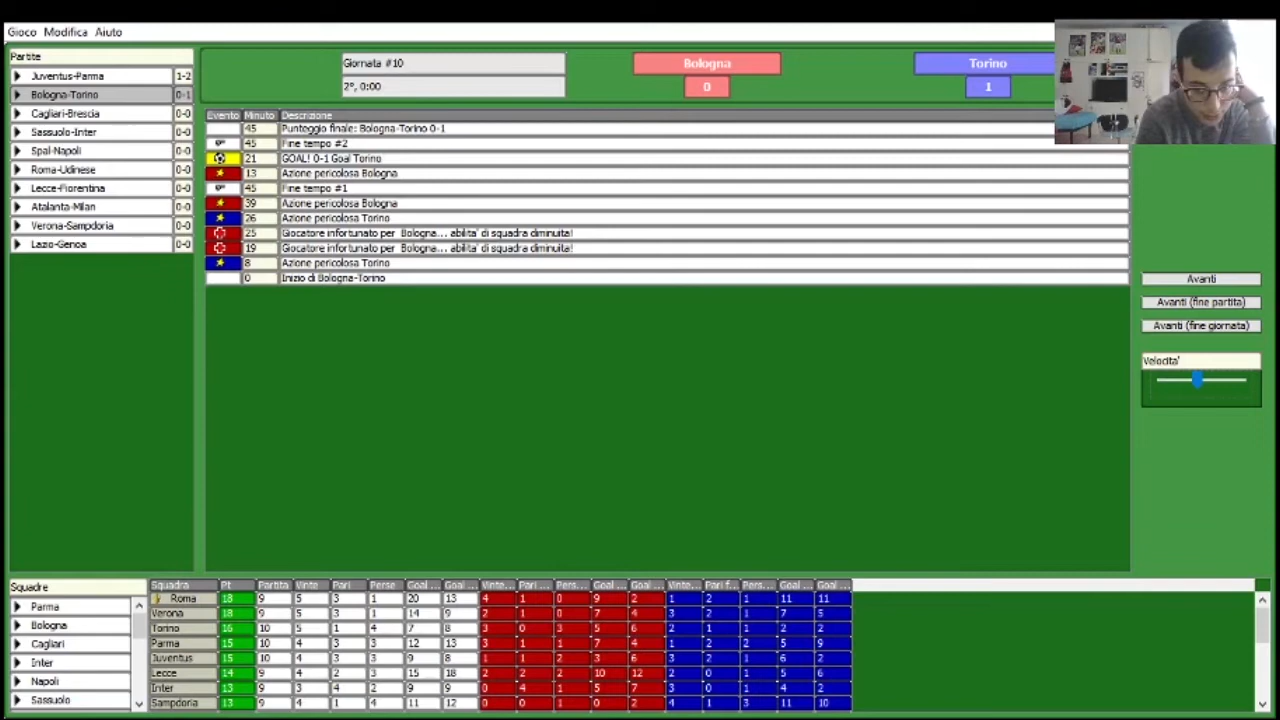 Gioco Modifica Aiuto
Partite
Juventus-Parma 1-2
Bologna-Torino 0-1
Cagliari-Brescia 0-0
Sassuolo-Inter 0-0
Spal-Napoli 0-0
Roma-Udinese 0-0
Lecce-Fiorentina 0-0
Atalanta-Milan 0-0
Verona-Sampdoria 0-0
Lazio-Genoa 0-0
Giornata #10
2°, 0:00
Bologna
0
Torino
1
Evento Minuto Descrizione
45 Punteggio finale: Bologna-Torino 0-1
45 Fine tempo #2
21 GOAL! 0-1 Goal Torino
13 Azione pericolosa Bologna
45 Fine tempo #1
39 Azione pericolosa Bologna
26 Azione pericolosa Torino
25 Giocatore infortunato per Bologna... abilita' di squadra diminuita!
19 Giocatore infortunato per Bologna... abilita' di squadra diminuita!
8 Azione pericolosa Torino
0 Inizio di Bologna-Torino
Avanti
Avanti (fine partita)
Avanti (fine giornata)
Velocita'
Squadre
Parma
Bologna
Cagliari
Inter
Napoli
Sassuolo
Squadra Pt Partita Vinte Pari Perse Goal ... Goal ... Vinte... Pari ... Pers... Goal ... Goal ... Vinte... Pari f... Pers... Goal ... Goal ...
Roma 18 9 5 3 1 20 13 4 1 0 9 2 1 2 1 11 11
Verona 18 9 5 3 1 14 9 2 1 0 7 4 3 2 1 7 5
Torino 16 10 5 1 4 7 8 3 0 3 5 6 2 1 1 2 2
Parma 15 10 4 3 3 12 13 3 1 1 7 4 1 2 2 5 9
Juventus 15 10 4 3 3 9 8 1 1 2 3 6 3 2 1 6 2
Lecce 14 9 4 2 3 15 18 2 2 2 10 12 2 0 1 5 6
Inter 13 9 3 4 2 9 9 0 4 1 5 7 3 0 1 4 2
Sampdoria 13 9 4 1 4 11 12 0 0 1 0 2 4 1 3 11 10